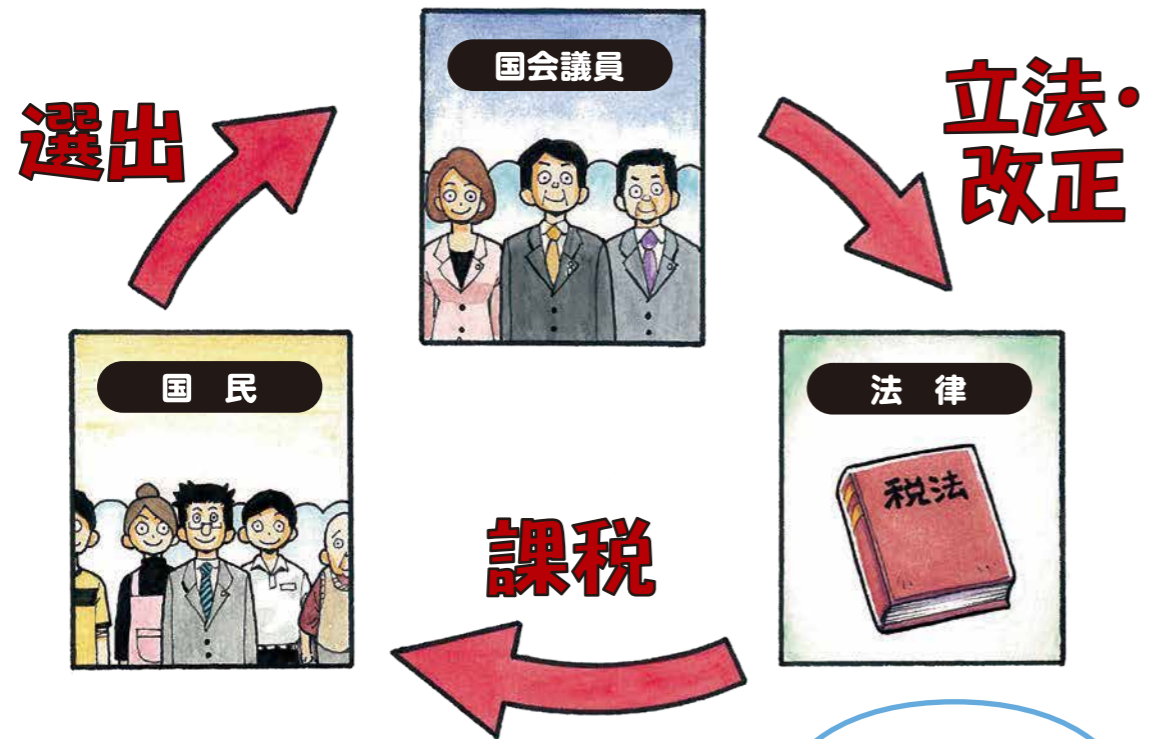 国会議員
選出
立法・
改正
国 民
法 律
税法
課税